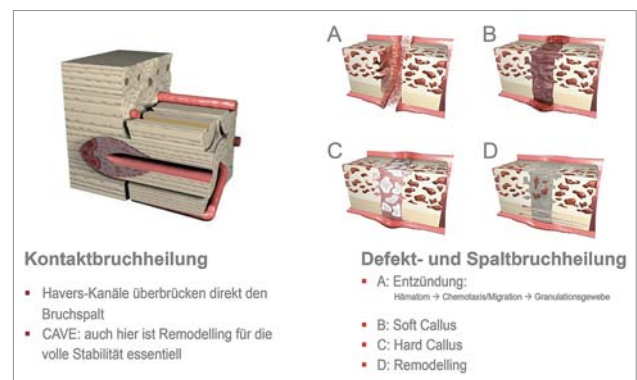 A
B
C
D
Kontaktbruchheilung
▪ Havers-Kanäle überbrücken direkt den
Bruchspalt
▪ CAVE: auch hier ist Remodelling für die
volle Stabilität essentiell
Defekt- und Spaltbruchheilung
▪ A: Entzündung:
Hämatom → Chemotaxis/Migration → Granulationsgewebe
▪ B: Soft Callus
▪ C: Hard Callus
▪ D: Remodelling